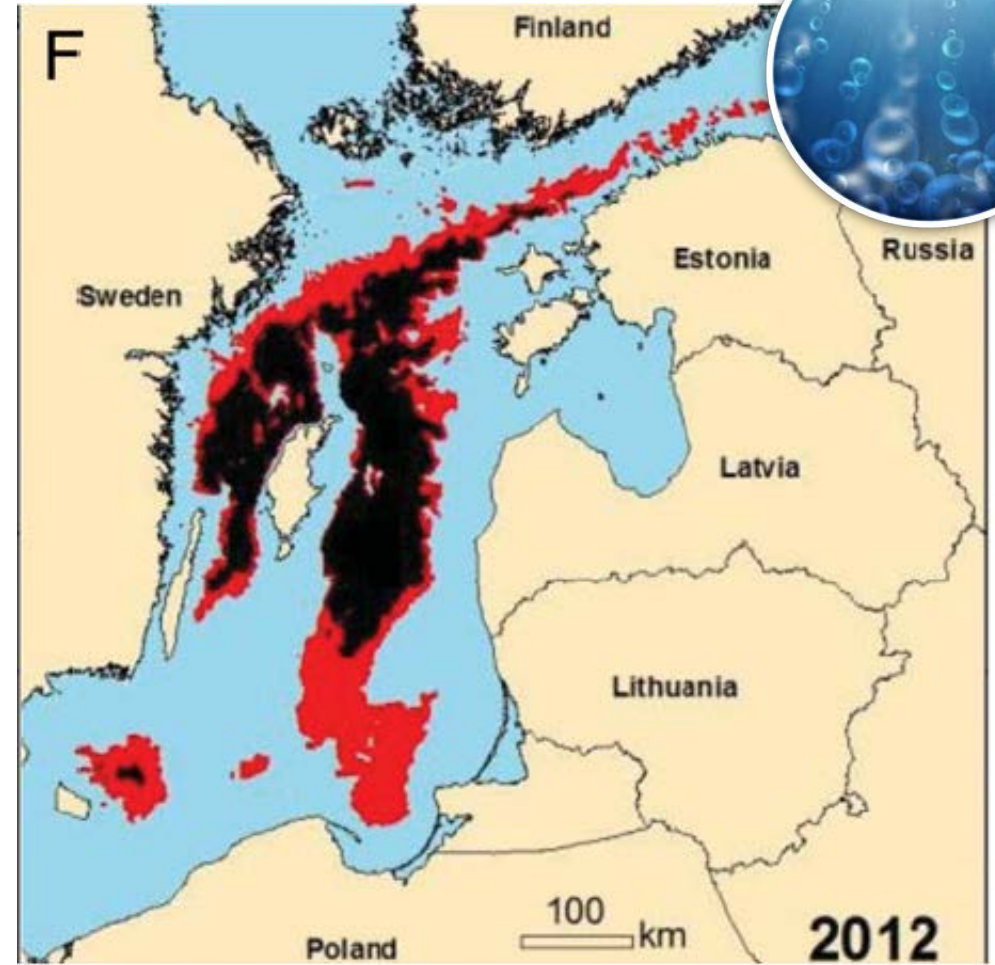 F
Finland
Sweden
Estonia
Russia
Latvia
Lithuania
100
km
2012
Poland